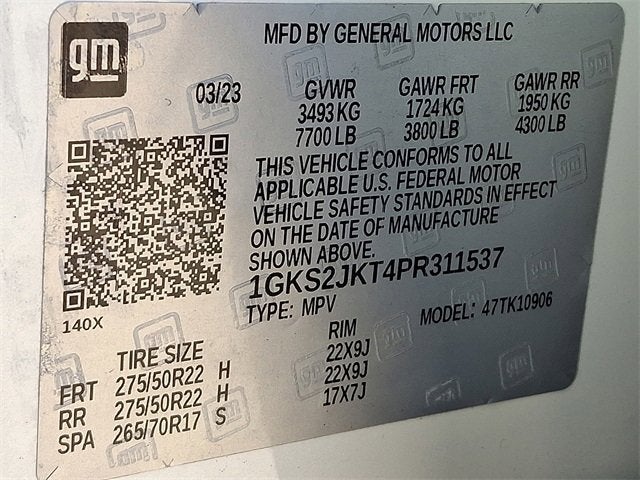 gm
MFD BY GENERAL MOTORS LLC
03/23 GVWR GAWR FRT GAWR RR
3493 KG 1724 KG 1950 KG
7700 LB 3800 LB 4300 LB
THIS VEHICLE CONFORMS TO ALL
APPLICABLE U.S. FEDERAL MOTOR
VEHICLE SAFETY STANDARDS IN EFFECT
ON THE DATE OF MANUFACTURE
SHOWN ABOVE.
1GKS2JKT4PR311537
TYPE: MPV MODEL: 47TK10906
140X
TIRE SIZE RIM
FRT 275/50R22 H 22X9J
RR 275/50R22 H 22X9J
SPA 265/70R17 S 17X7J